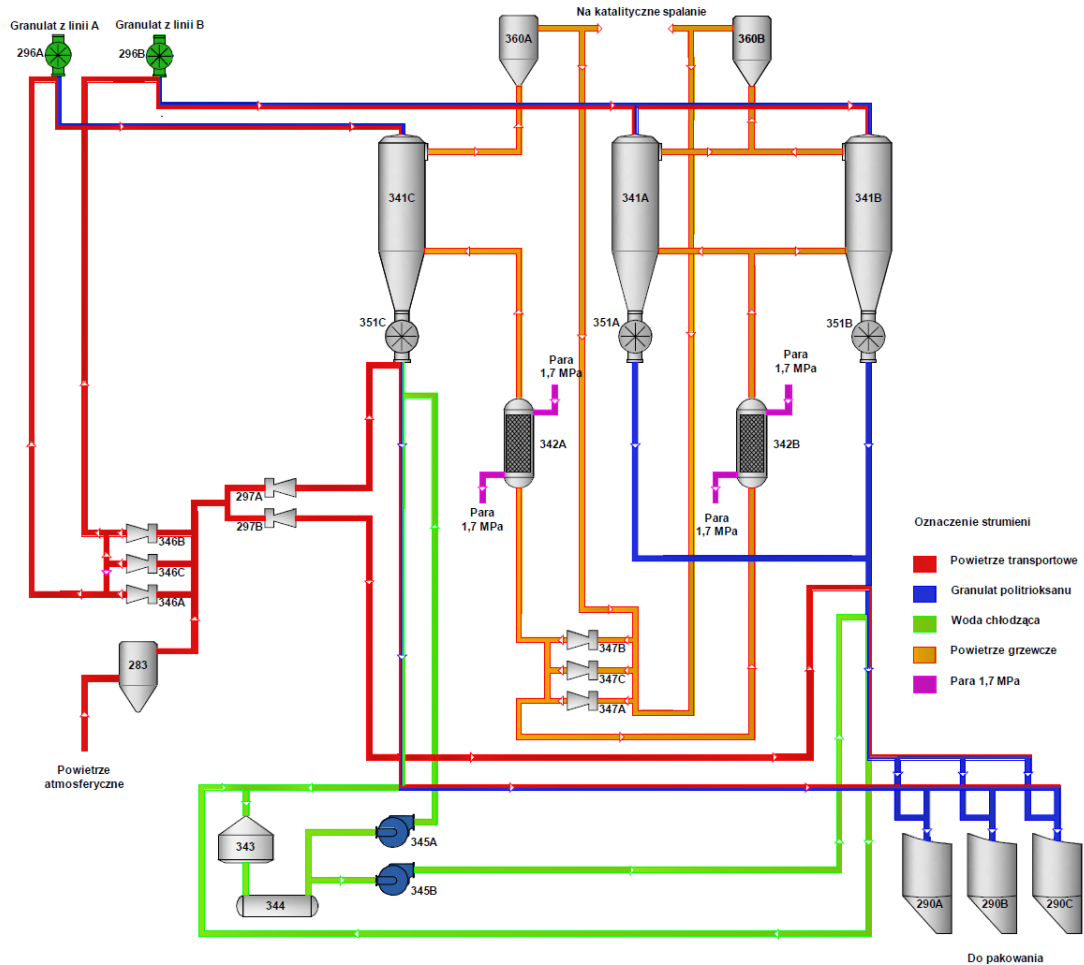 Na katalityczne spalanie
Granulat z linii A
Granulat z linii B
296A
296B
360A
360B
341C
341A
341B
351C
351A
351B
Para
1,7 MPa
Para
1,7 MPa
342A
342B
Para
1,7 MPa
Para
1,7 MPa
297A
297B
346B
346C
346A
Oznaczenie strumieni
Powietrze transportowe
Granulat politrioksanu
Woda chłodząca
Powietrze grzewcze
Para 1,7 MPa
347B
347C
347A
283
Powietrze
atmosferyczne
343
345A
345B
344
290A
290B
290C
Do pakowania